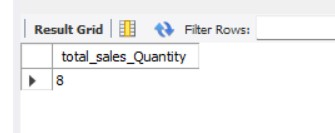 Result Grid Filter Rows:
total_sales_Quantity
8